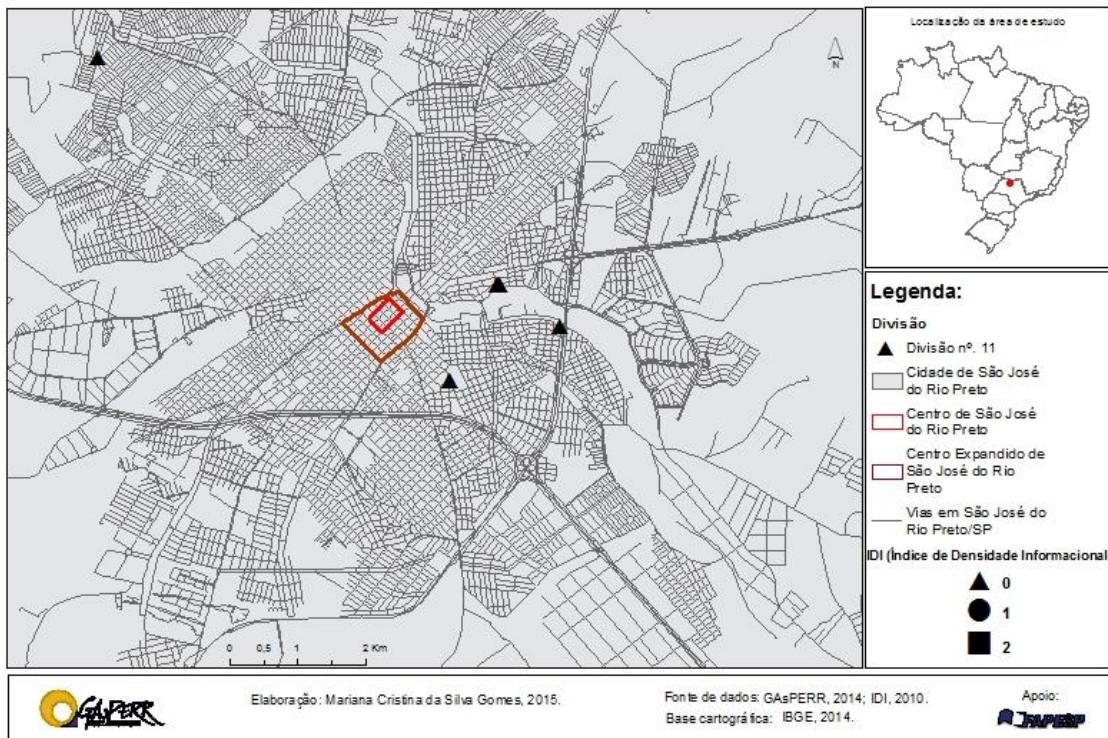 Localização da área de estudo
N
Legenda:
Divisão
Divisão nº. 11
Cidade de São José
do Rio Preto
Centro de São José
do Rio Preto
Centro Expandido de
São José do Rio
Preto
Vias em São José do
Rio Preto/SP
IDI (Índice de Densidade Informacional
0
1
2
0 0,5 1 2 Km
GAsPERR
Elaboração: Mariana Cristina da Silva Gomes, 2015.
Fonte de dados: GAsPERR, 2014; IDI, 2010.
Base cartográfica: IBGE, 2014.
Apoio:
FAPESP